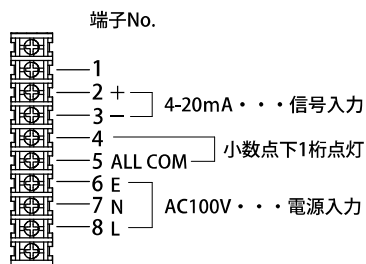 端子No.
1
2 +
3 - 4-20mA・・・信号入力
4
5 ALL COM 小数点下1桁点灯
6 E
7 N AC100V・・・電源入力
8 L